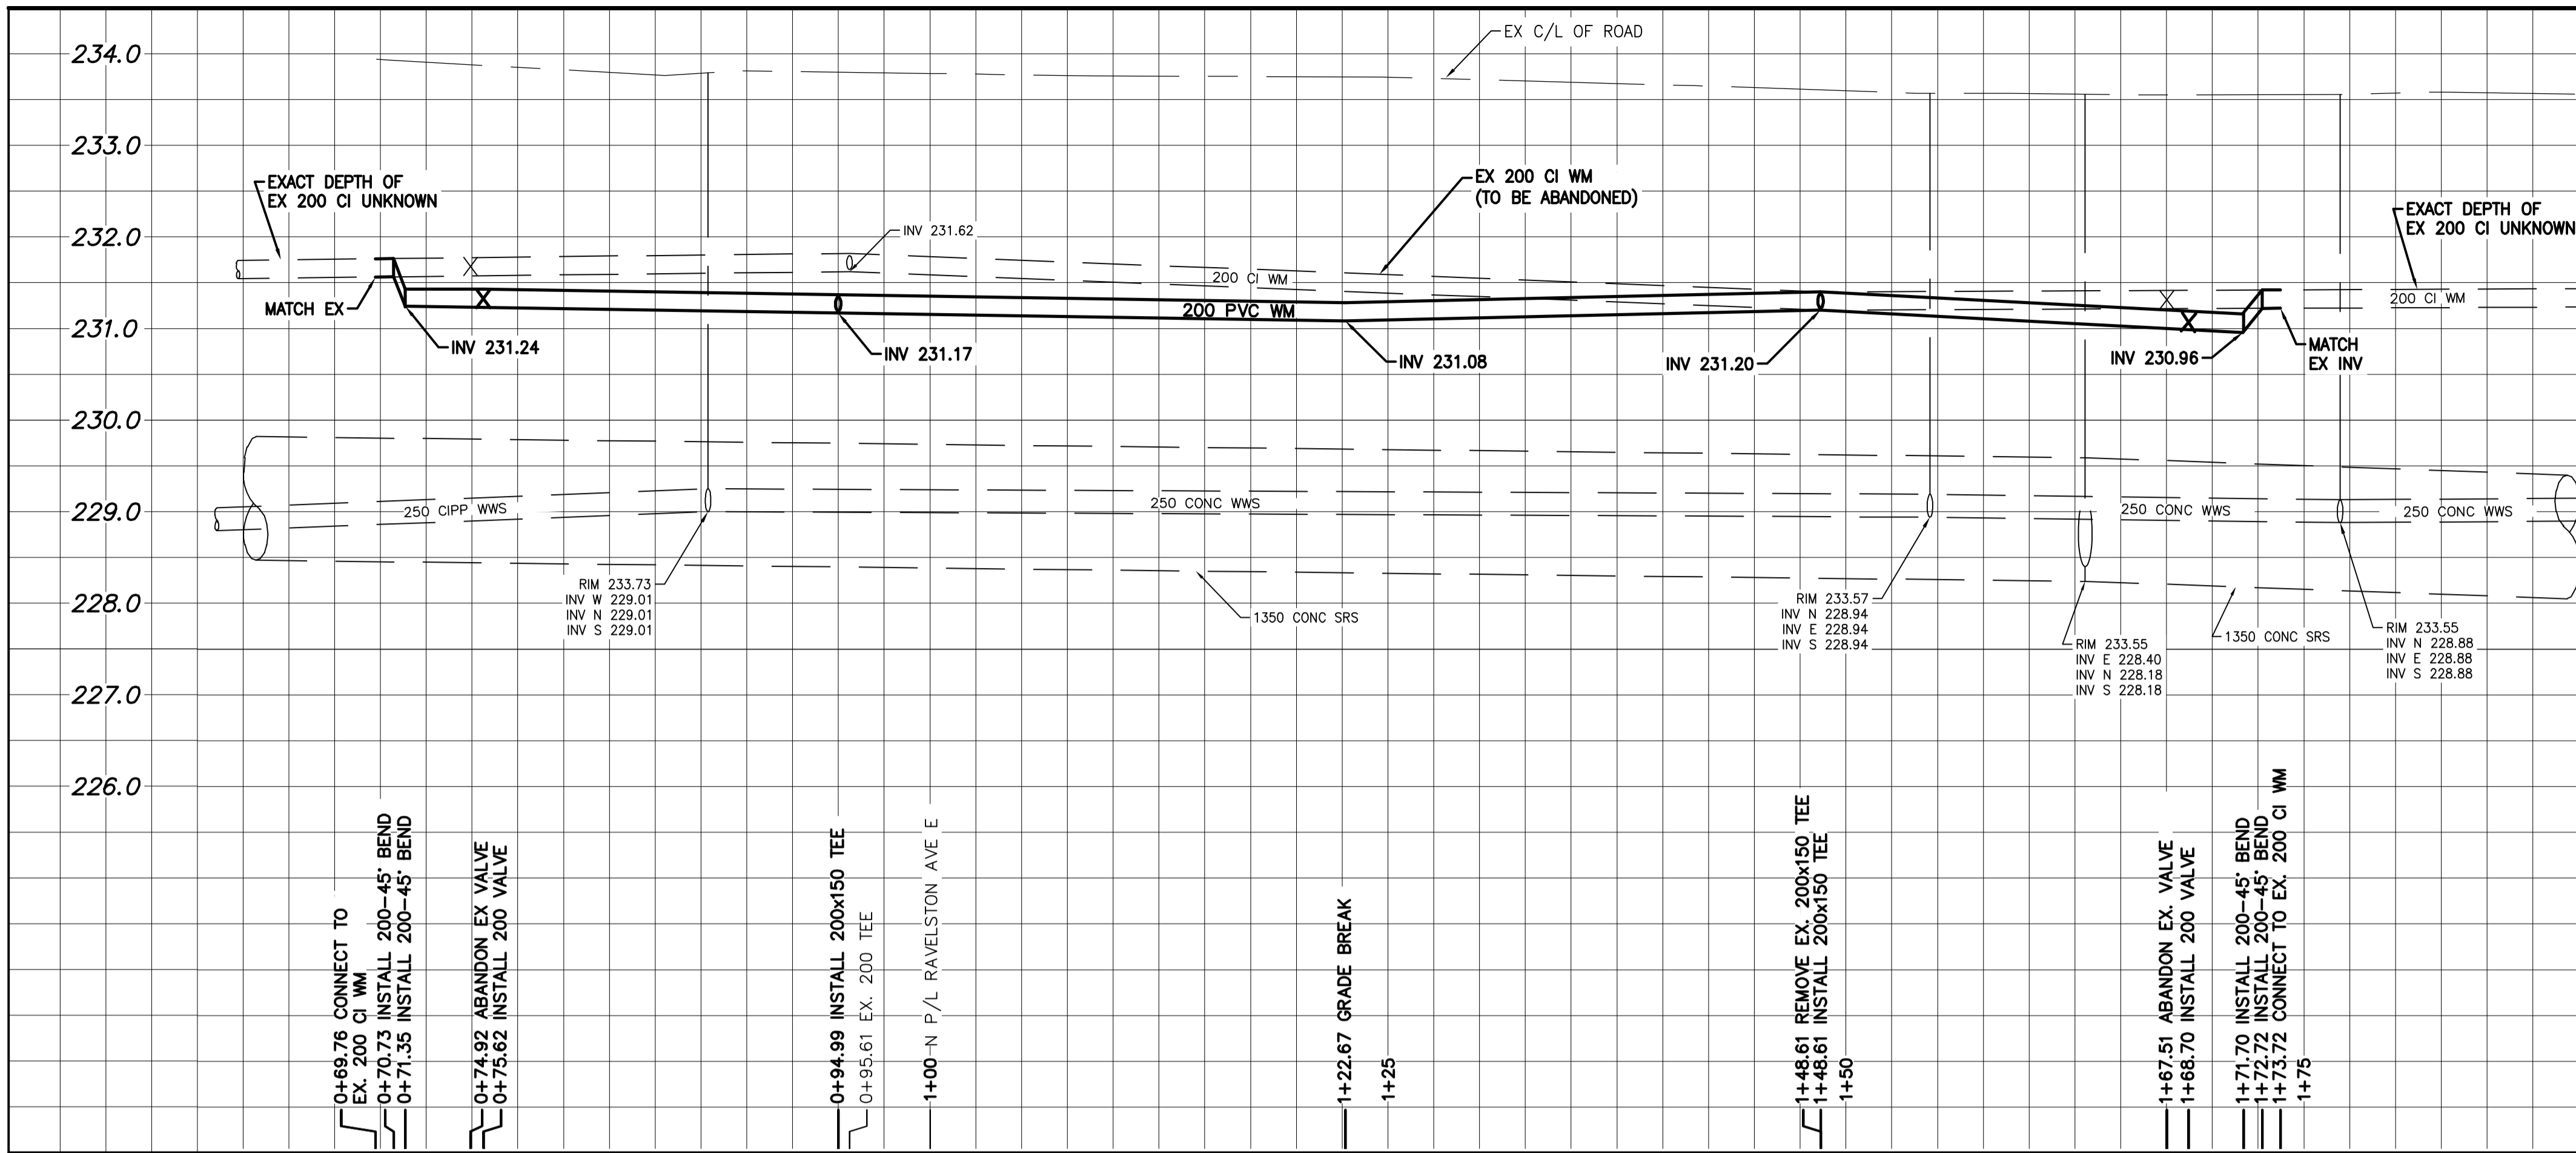 234.0
233.0
232.0
231.0
230.0
229.0
228.0
227.0
226.0
EX C/L OF ROAD
EXACT DEPTH OF
EX 200 CI UNKNOWN
MATCH EX
INV 231.24
INV 231.62
INV 231.17
200 CI WM
200 PVC WM
EX 200 CI WM
(TO BE ABANDONED)
INV 231.08
INV 231.20
INV 230.96
EXACT DEPTH OF
EX 200 CI UNKNOWN
200 CI WM
MATCH
EX INV
250 CIPP WWS
250 CONC WWS
250 CONC WWS
250 CONC WWS
RIM 233.73
INV W 229.01
INV N 229.01
INV S 229.01
1350 CONC SRS
RIM 233.57
INV N 228.94
INV E 228.94
INV S 228.94
RIM 233.55
INV E 228.40
INV N 228.18
INV S 228.18
1350 CONC SRS
RIM 233.55
INV N 228.88
INV E 228.88
INV S 228.88
0+69.76 CONNECT TO
EX. 200 CI WM
0+70.73 INSTALL 200-45° BEND
0+71.35 INSTALL 200-45° BEND
0+74.92 ABANDON EX VALVE
0+75.62 INSTALL 200 VALVE
0+94.99 INSTALL 200x150 TEE
0+95.61 EX. 200 TEE
1+00 N P/L RAVELSTON AVE E
1+22.67 GRADE BREAK
1+25
1+48.61 REMOVE EX. 200x150 TEE
1+48.61 INSTALL 200x150 TEE
1+50
1+67.51 ABANDON EX. VALVE
1+68.70 INSTALL 200 VALVE
1+71.70 INSTALL 200-45° BEND
1+72.72 INSTALL 200-45° BEND
1+73.72 CONNECT TO EX. 200 CI WM
1+75